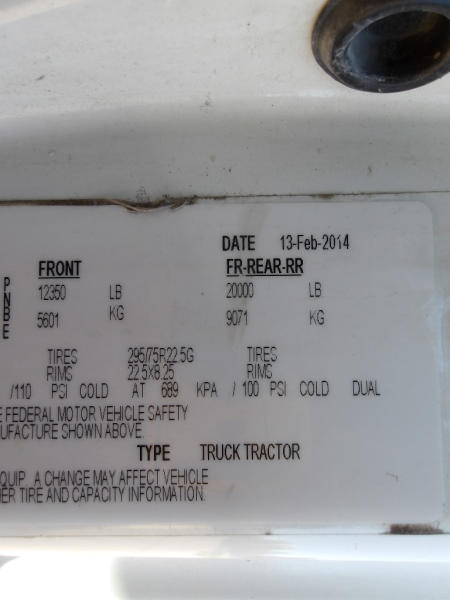 DATE 13-Feb-2014
FRONT FR-REAR-RR
P 12350 LB 20000 LB
N
B 5601 KG 9071 KG
E
TIRES 295/75R22.5G TIRES
RIMS 22.5X8.25 RIMS
/110 PSI COLD AT 689 KPA / 100 PSI COLD DUAL
E FEDERAL MOTOR VEHICLE SAFETY
UFACTURE SHOWN ABOVE.
TYPE TRUCK TRACTOR
QUIP . A CHANGE MAY AFFECT VEHICLE
ER TIRE AND CAPACITY INFORMATION.